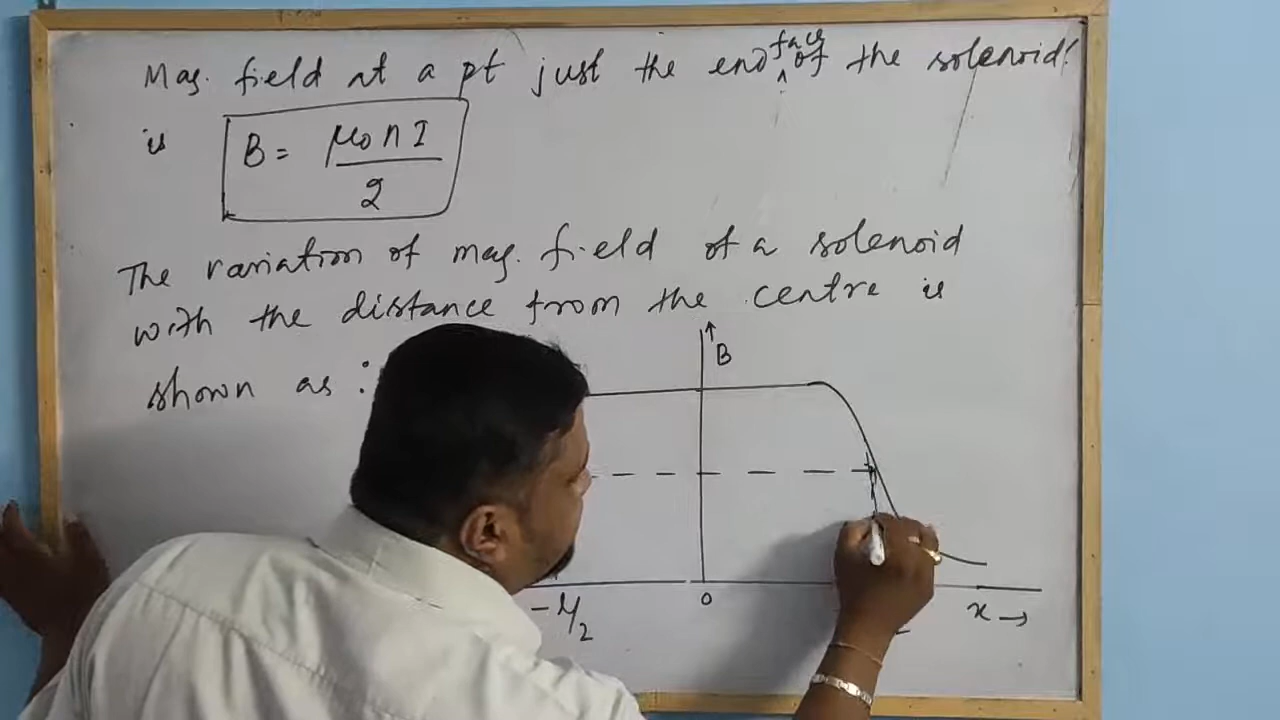 Mag. field at a pt just the end face of the solenoid.
is B = μ₀ n I / 2
The variation of mag. field of a solenoid
with the distance from the centre is
shown as :
B
0
x →